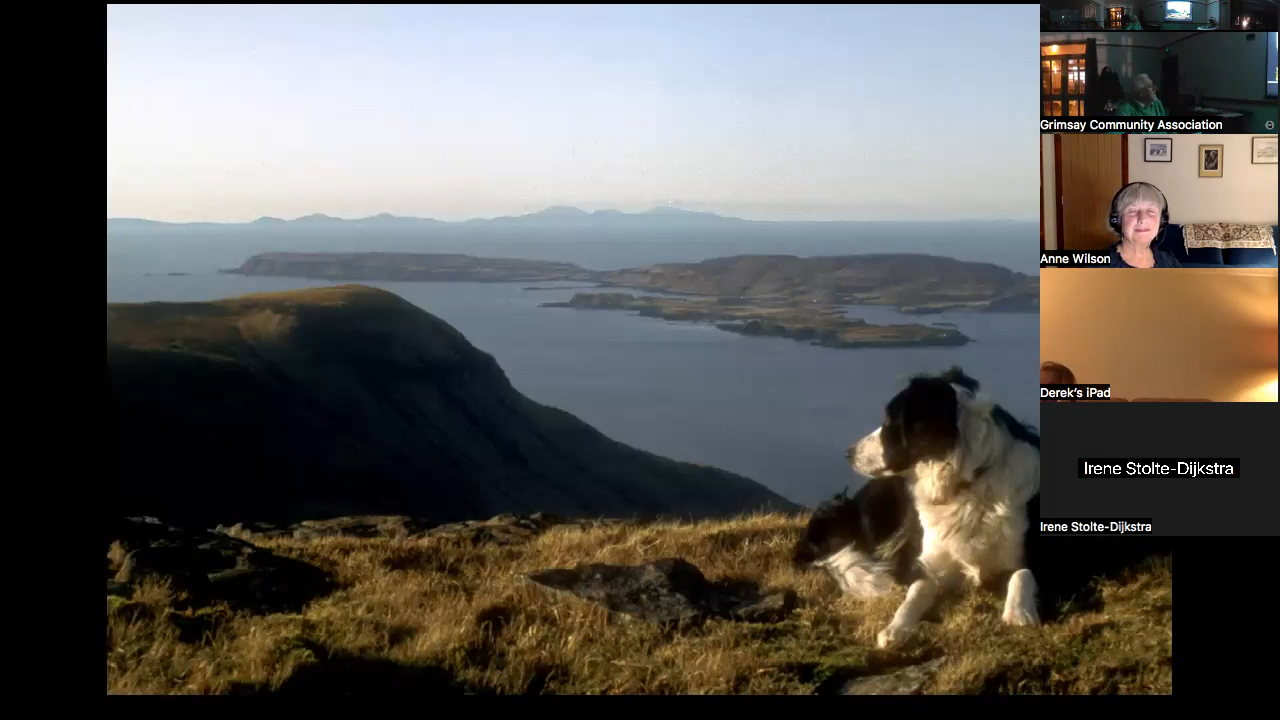 Grimsay Community Association
Anne Wilson
Derek's iPad
Irene Stolte-Dijkstra
Irene Stolte-Dijkstra